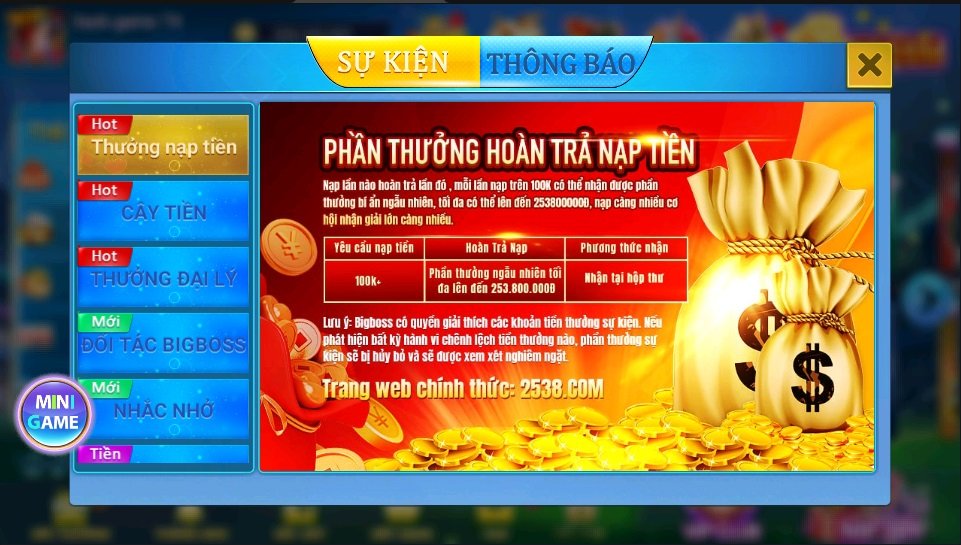 SỰ KIỆN
THÔNG BÁO
Hot
Thưởng nạp tiền
Hot
CÂY TIỀN
Hot
THƯỞNG ĐẠI LÝ
Mới
ĐỐI TÁC BIGBOSS
Mới
NHẮC NHỞ
Tiền
MINI
GAME
PHẦN THƯỞNG HOÀN TRẢ NẠP TIỀN
Nạp lần nào hoàn trả lần đó , mỗi lần nạp trên 100K có thể nhận được phần
thưởng bí ẩn ngẫu nhiên, tối đa có thể lên đến 253800000Đ, nạp càng nhiều cơ
hội nhận giải lớn càng nhiều.
Yêu cầu nạp tiền Hoàn Trả Nạp Phương thức nhận
100k+ Phần thưởng ngẫu nhiên tối Nhận tại hộp thư
đa lên đến 253.800.000Đ
Lưu ý: Bigboss có quyền giải thích các khoản tiền thưởng sự kiện. Nếu
phát hiện bất kỳ hành vi chênh lệch tiền thưởng nào, phần thưởng sự
kiện sẽ bị hủy bỏ và sẽ được xem xét nghiêm ngặt.
Trang web chính thức: 2538.COM